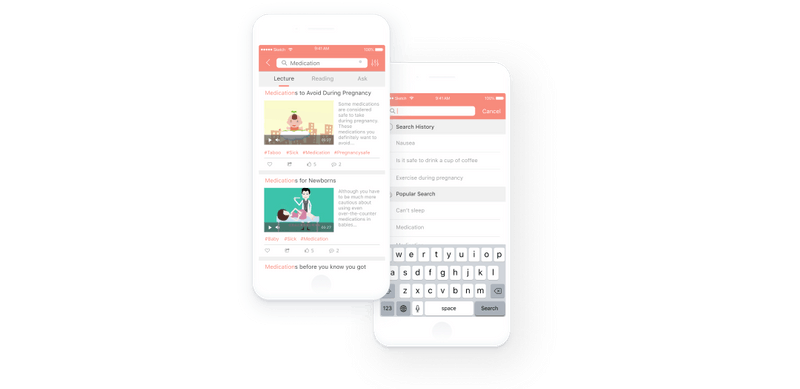 9:41 AM
100%
Medication
Lecture Reading Ask
Medications to Avoid During Pregnancy
Some medications
are considered
safe to take
during pregnancy.
These
medications you
definitely want to
avoid...
#Taboo #Sick #Medication #Pregnancysafe
5 3
Medications for Newborns
Although you have
to be much more
cautious about
using even
over-the-counter
medications in
babies...
#Baby #Sick #Medication
5 2
Medications before you know you got
9:41 AM
100%
Cancel
Search History
Nausea
Is it safe to drink a cup of coffee
Exercise during pregnancy
Popular Search
Can't sleep
Medication
w e r t y u i o p
a s d f g h j k l
z x c v b n m
123 space Search